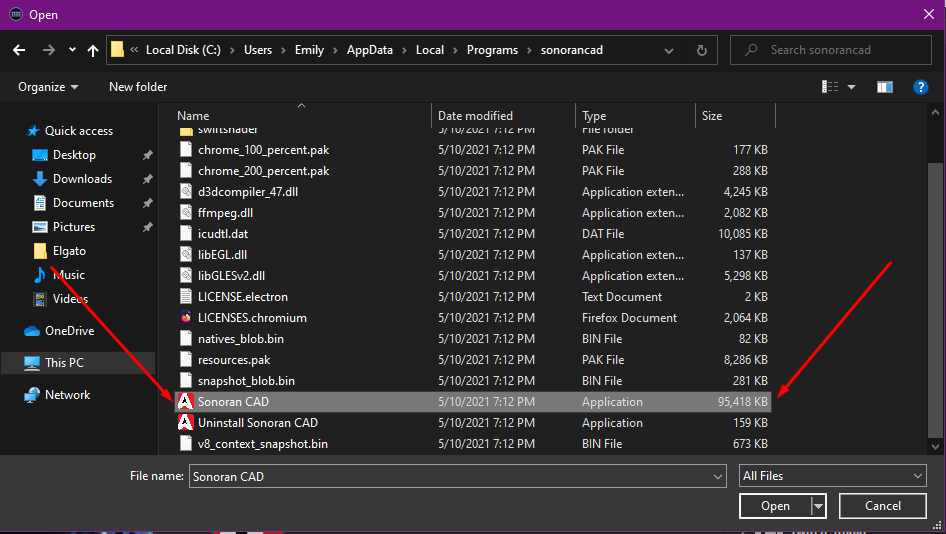 Open
« Local Disk (C:) > Users > Emily > AppData > Local > Programs > sonorancad
Search sonorancad
Organize
New folder
Quick access
Desktop
Downloads
Documents
Pictures
Elgato
Music
Videos
OneDrive
This PC
Network
Name Date modified Type Size
swiftshader 5/10/2021 7:12 PM File folder
chrome_100_percent.pak 5/10/2021 7:12 PM PAK File 177 KB
chrome_200_percent.pak 5/10/2021 7:12 PM PAK File 288 KB
d3dcompiler_47.dll 5/10/2021 7:12 PM Application exten... 4,245 KB
ffmpeg.dll 5/10/2021 7:12 PM Application exten... 2,082 KB
icudtl.dat 5/10/2021 7:12 PM DAT File 10,085 KB
libEGL.dll 5/10/2021 7:12 PM Application exten... 137 KB
libGLESv2.dll 5/10/2021 7:12 PM Application exten... 5,298 KB
LICENSE.electron 5/10/2021 7:12 PM Text Document 2 KB
LICENSES.chromium 5/10/2021 7:12 PM Firefox Document 2,064 KB
natives_blob.bin 5/10/2021 7:12 PM BIN File 82 KB
resources.pak 5/10/2021 7:12 PM PAK File 8,286 KB
snapshot_blob.bin 5/10/2021 7:12 PM BIN File 281 KB
Sonoran CAD 5/10/2021 7:12 PM Application 95,418 KB
Uninstall Sonoran CAD 5/10/2021 7:12 PM Application 159 KB
v8_context_snapshot.bin 5/10/2021 7:12 PM BIN File 673 KB
File name: Sonoran CAD
All Files
Open
Cancel